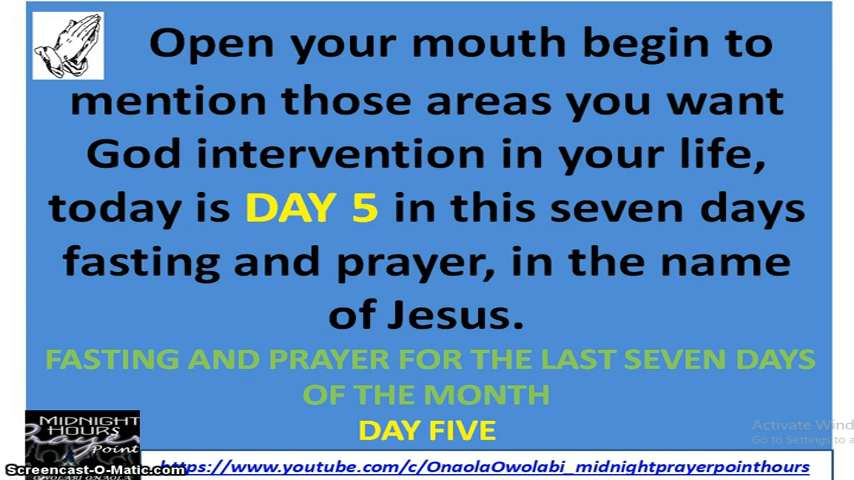 Open your mouth begin to
mention those areas you want
God intervention in your life,
today is DAY 5 in this seven days
fasting and prayer, in the name
of Jesus.
FASTING AND PRAYER FOR THE LAST SEVEN DAYS
OF THE MONTH
DAY FIVE
MIDNIGHT
HOURS
Prayer
Point
Activate Wind
Go to Settings to a
Screencast-O-Matic.com
https://www.youtube.com/c/OnaolaOwolabi_midnightprayerpointhours